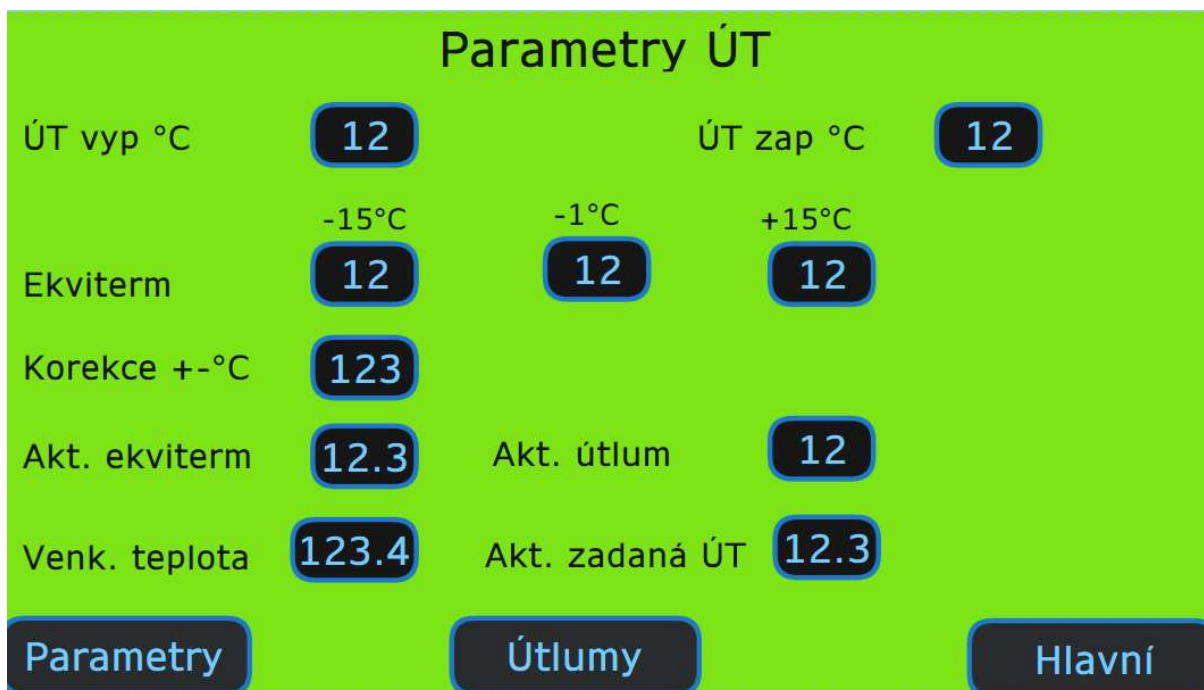 Parametry ÚT
ÚT vyp °C 12 ÚT zap °C 12
-15°C -1°C +15°C
Ekviterm 12 12 12
Korekce +-°C 123
Akt. ekviterm 12.3 Akt. útlum 12
Venk. teplota 123.4 Akt. zadaná ÚT 12.3
Parametry Útlumy Hlavní